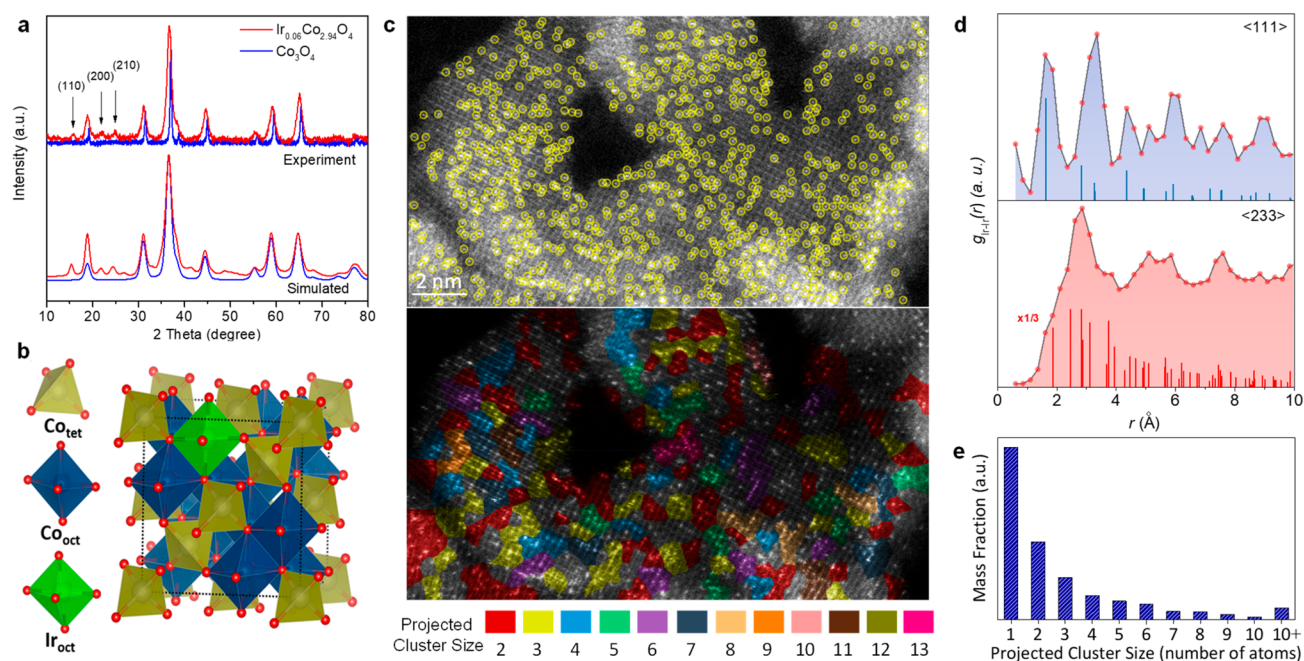 a
Ir0.06Co2.94O4
Co3O4
(110)
(200)
(210)
Intensity (a.u.)
Experiment
Simulated
10 20 30 40 50 60 70 80
2 Theta (degree)
b
Cotet
Cooct
Iroct
c
2 nm
Projected
Cluster Size
2 3 4 5 6 7 8 9 10 11 12 13
d
<111>
gIr-Ir(r) (a. u.)
<233>
x1/3
0 2 4 6 8 10
r (Å)
e
Mass Fraction (a.u.)
1 2 3 4 5 6 7 8 9 10 10+
Projected Cluster Size (number of atoms)